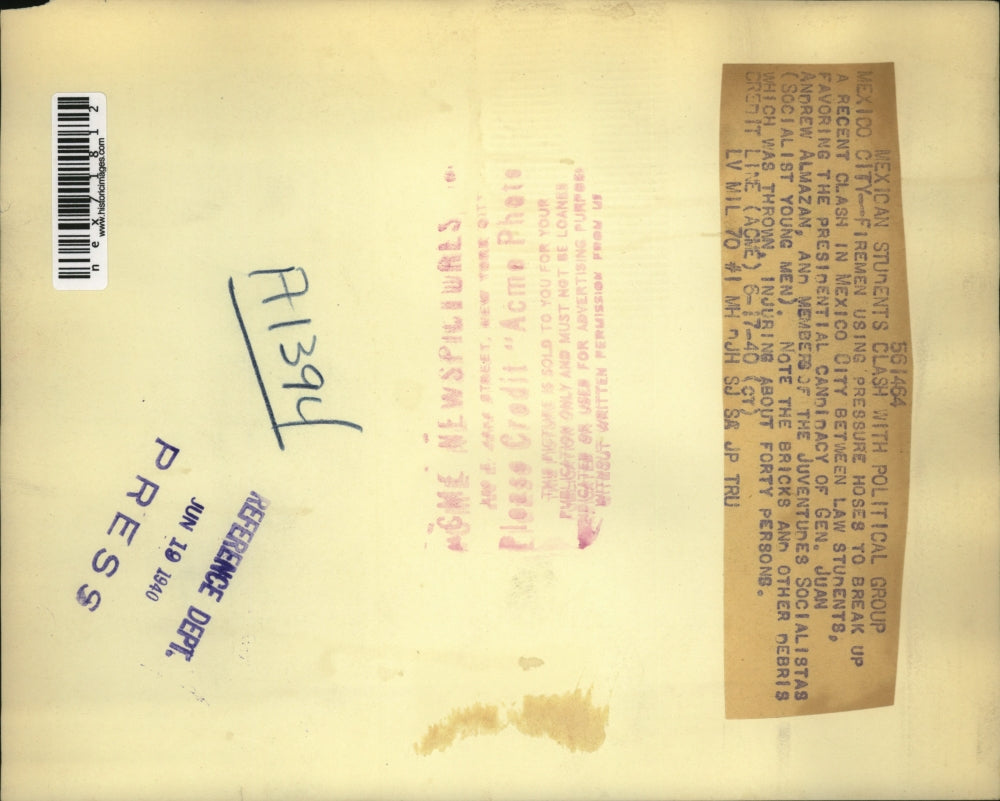 561464
MEXICAN STUDENTS CLASH WITH POLITICAL GROUP
MEXICO CITY--FIREMEN USING PRESSURE HOSES TO BREAK UP
A RECENT CLASH IN MEXICO CITY BETWEEN LAW STUDENTS,
FAVORING THE PRESIDENTIAL CANDIDACY OF GEN. JUAN
ANDREW ALMAZAN, AND MEMBERS OF THE JUVENTUDES SOCIALISTAS
(SOCIALIST YOUNG MEN). NOTE THE BRICKS AND OTHER DEBRIS
WHICH WAS THROWN, INJURING ABOUT FORTY PERSONS.
CREDIT LINE (ACME) 6-17-40 (CT)
LV MIL 70 #1 MH DJH SJ SA JP TRU
ACME NEWSPICTURES
STREET, NEW YORK CITY
Please Credit "Acme Photo"
THIS PICTURE IS SOLD TO YOU FOR YOUR
PUBLICATION ONLY AND MUST NOT BE LOANED
OR USED FOR ADVERTISING PURPOSES
WITHOUT WRITTEN PERMISSION FROM US
A1394
REFERENCE DEPT.
JUN 19 1940
PRESS
www.historicimages.com
nex71812